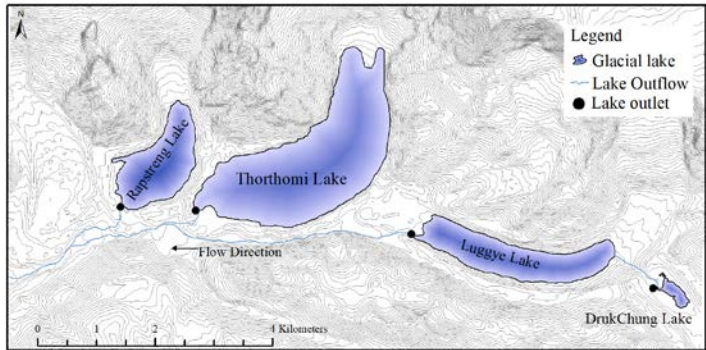 N
Legend
Glacial lake
Lake Outflow
Lake outlet
Rapstreng Lake
Thorthomi Lake
Luggye Lake
Flow Direction
DrukChung Lake
0 1 2 4 Kilometers